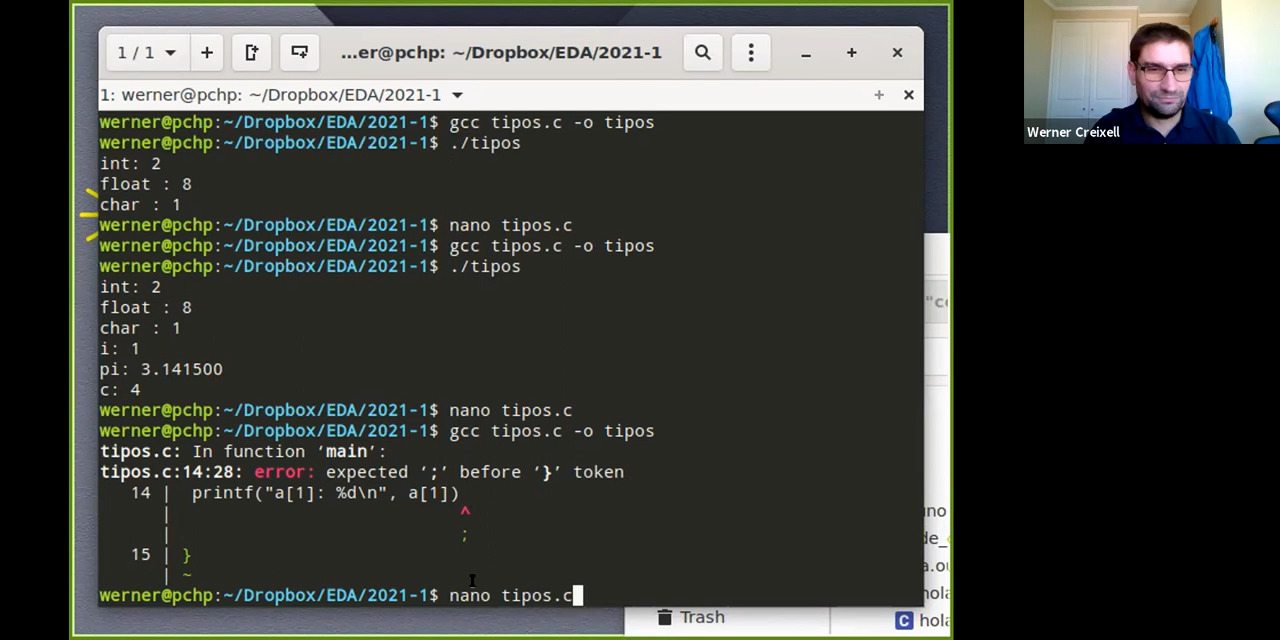 1 / 1
...er@pchp: ~/Dropbox/EDA/2021-1
1: werner@pchp: ~/Dropbox/EDA/2021-1
werner@pchp:~/Dropbox/EDA/2021-1$ gcc tipos.c -o tipos
werner@pchp:~/Dropbox/EDA/2021-1$ ./tipos
int: 2
float : 8
char : 1
werner@pchp:~/Dropbox/EDA/2021-1$ nano tipos.c
werner@pchp:~/Dropbox/EDA/2021-1$ gcc tipos.c -o tipos
werner@pchp:~/Dropbox/EDA/2021-1$ ./tipos
int: 2
float : 8
char : 1
i: 1
pi: 3.141500
c: 4
werner@pchp:~/Dropbox/EDA/2021-1$ nano tipos.c
werner@pchp:~/Dropbox/EDA/2021-1$ gcc tipos.c -o tipos
tipos.c: In function ‘main’:
tipos.c:14:28: error: expected ‘;’ before ‘}’ token
14 | printf("a[1]: %d\n", a[1])
| ^
| ;
15 | }
| ~
werner@pchp:~/Dropbox/EDA/2021-1$ nano tipos.c
Trash
Werner Creixell
"c
C